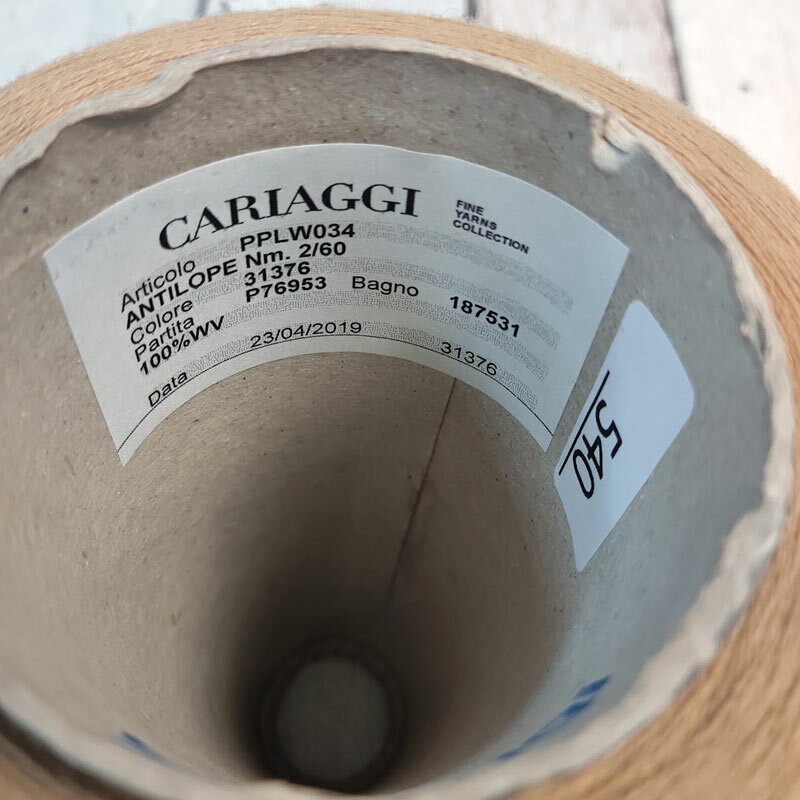 CARIAGGI
FINE
YARNS
COLLECTION
Articolo PPLW034
ANTILOPE Nm. 2/60
Colore 31376
Partita P76953 Bagno 187531
100%WV
Data 23/04/2019 31376
540